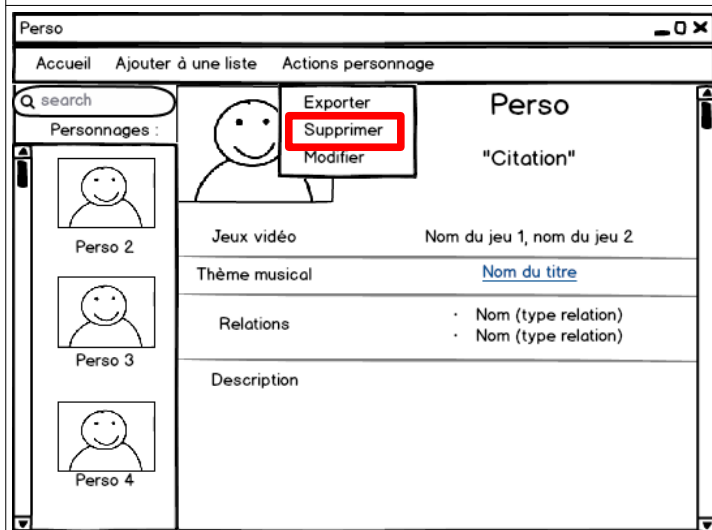 Perso
Accueil Ajouter à une liste Actions personnage
search
Personnages :
Perso 2
Perso 3
Perso 4
Exporter
Supprimer
Modifier
Perso
"Citation"
Jeux vidéo Nom du jeu 1, nom du jeu 2
Thème musical Nom du titre
Relations
· Nom (type relation)
· Nom (type relation)
Description